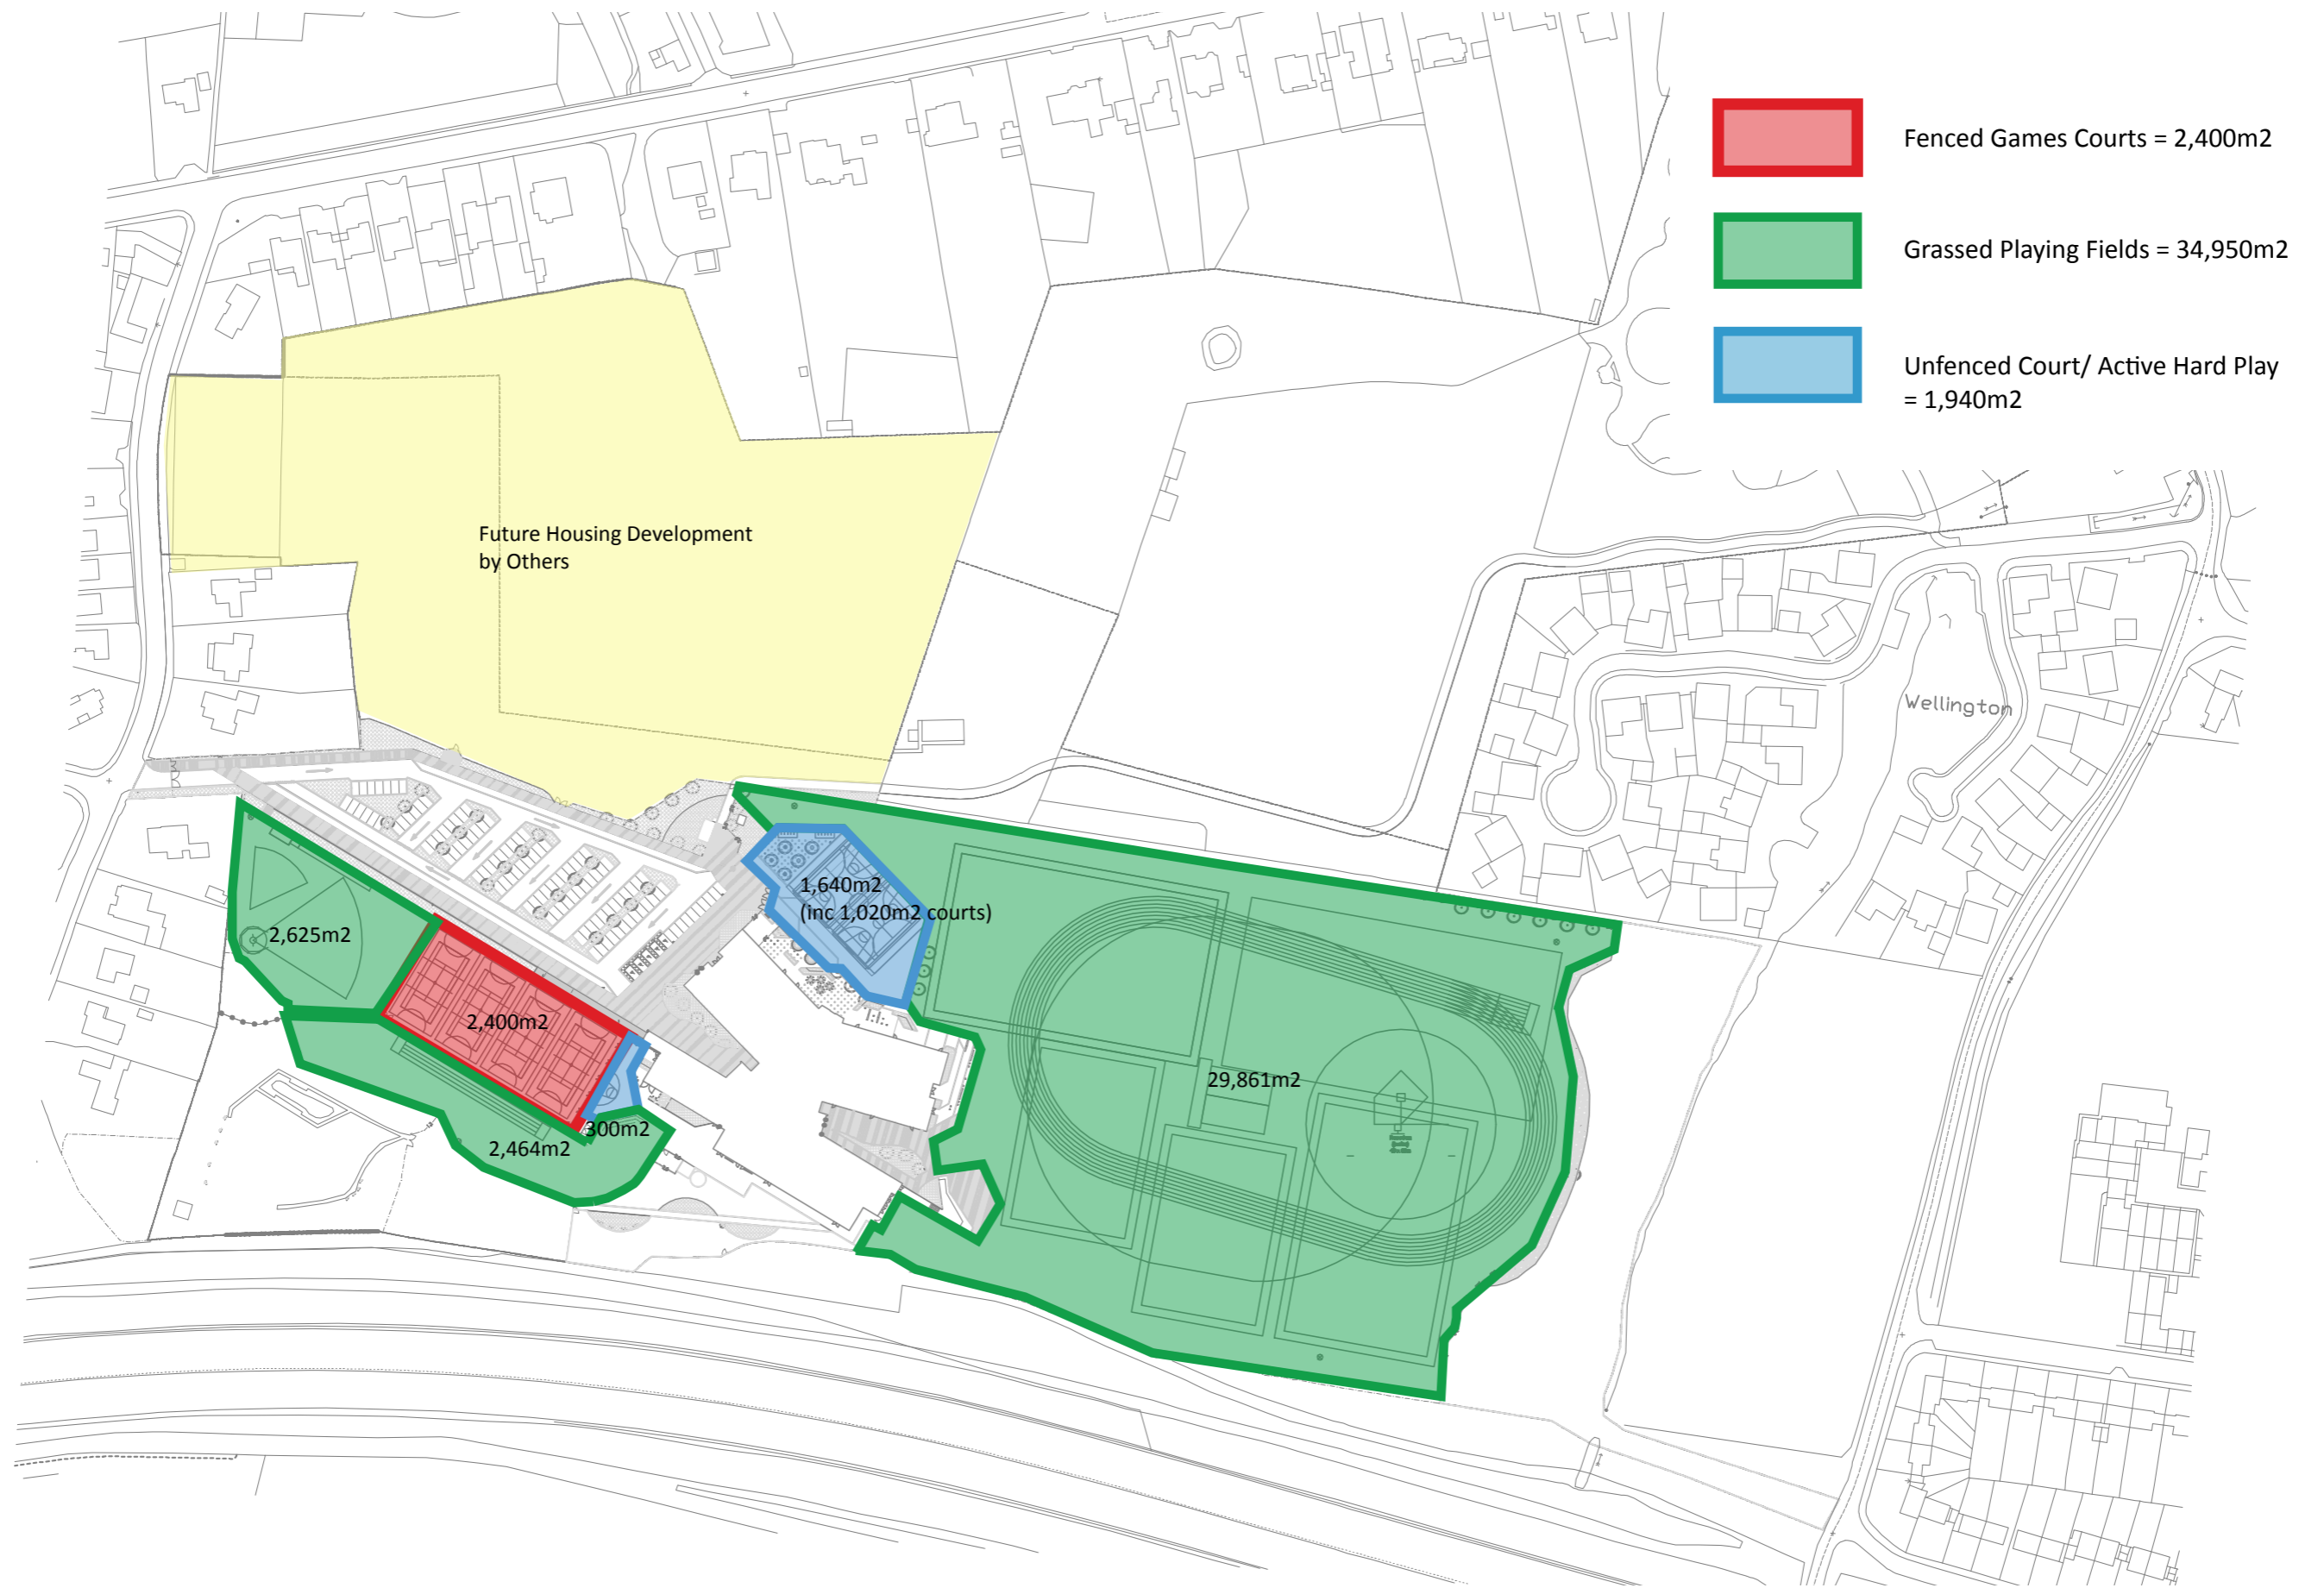 Fenced Games Courts = 2,400m2
Grassed Playing Fields = 34,950m2
Unfenced Court/ Active Hard Play
= 1,940m2
Future Housing Development
by Others
Wellington
1,640m2
(inc 1,020m2 courts)
2,625m2
2,400m2
29,861m2
300m2
2,464m2